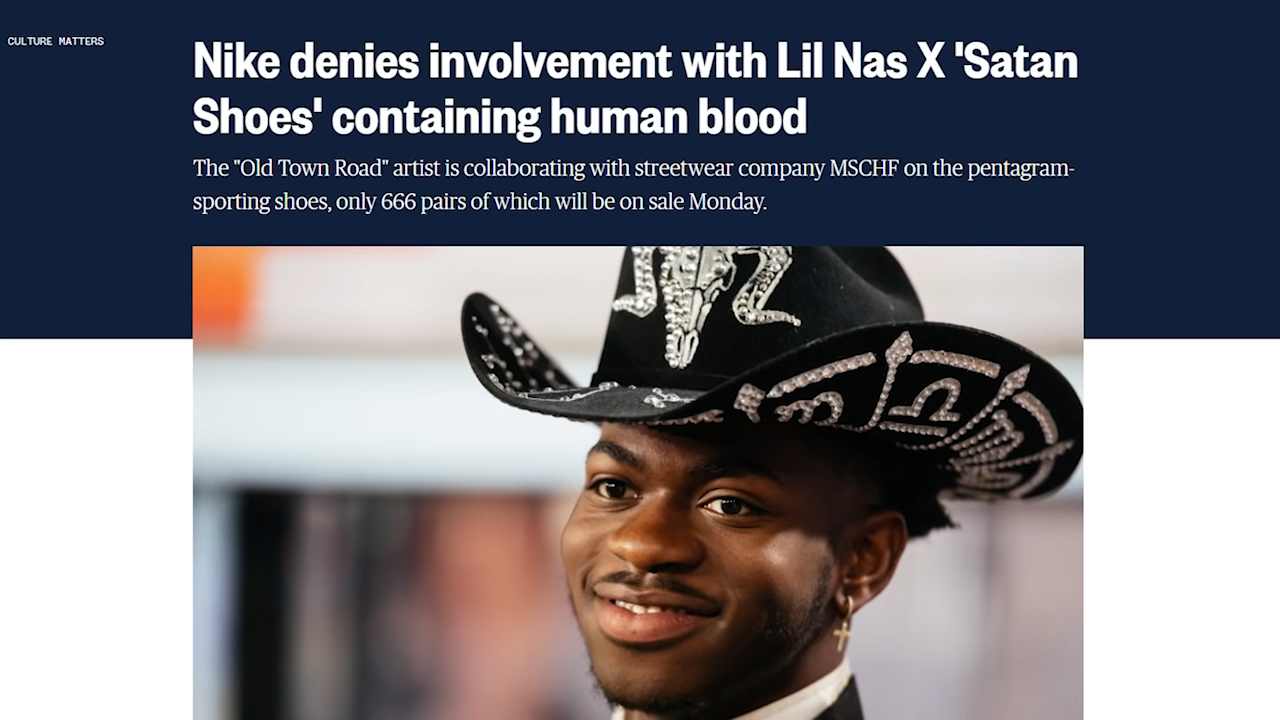 CULTURE MATTERS
Nike denies involvement with Lil Nas X 'Satan
Shoes' containing human blood
The "Old Town Road" artist is collaborating with streetwear company MSCHF on the pentagram-
sporting shoes, only 666 pairs of which will be on sale Monday.